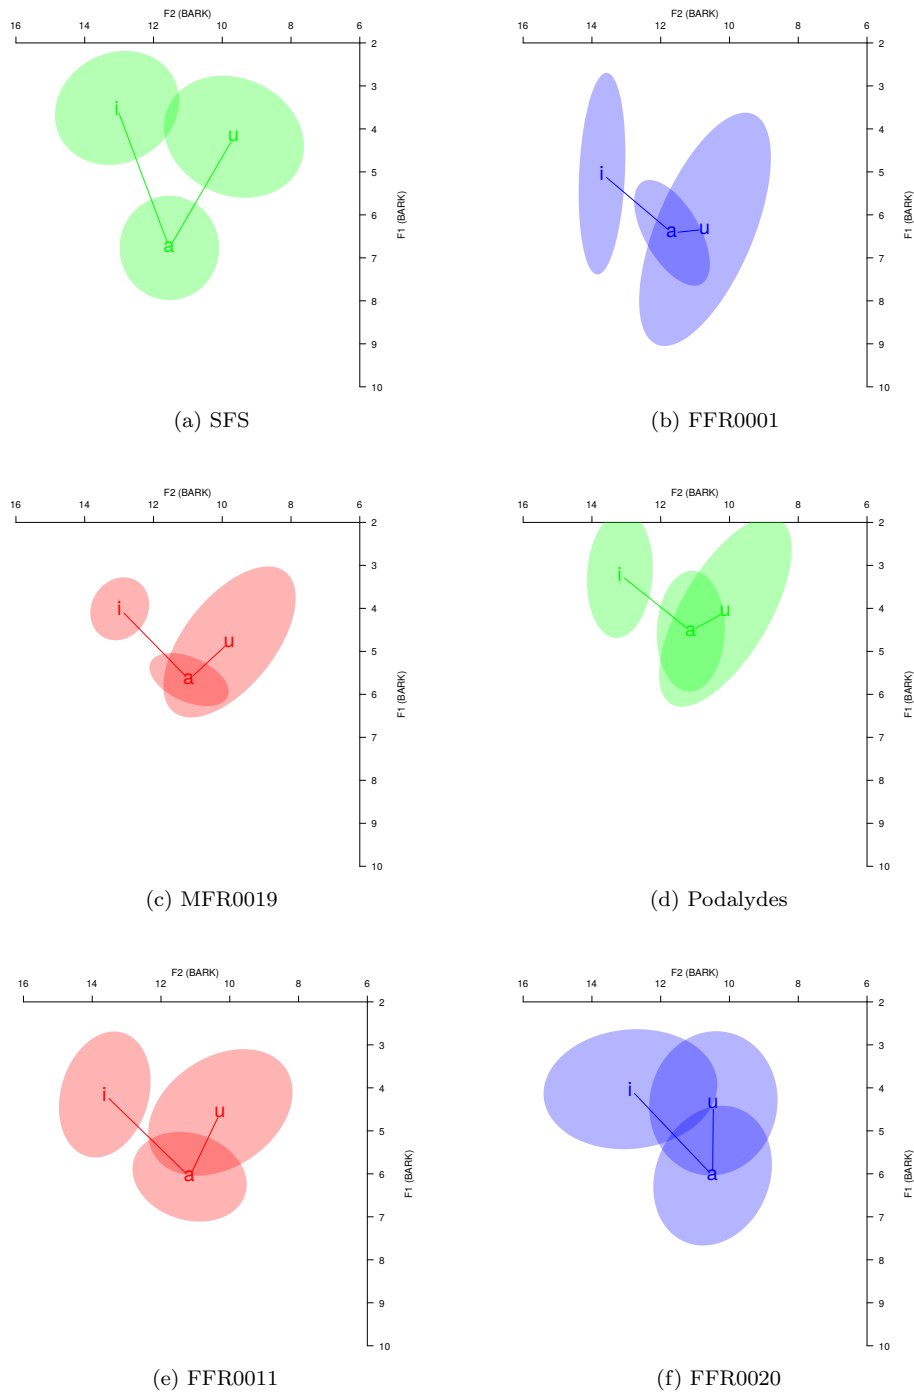 F2 (BARK)
16 14 12 10 8 6
2
3
4
5
6
7
8
9
10
F1 (BARK)
i
u
a
(a) SFS
F2 (BARK)
16 14 12 10 8 6
2
3
4
5
6
7
8
9
10
F1 (BARK)
i
a u
(b) FFR0001
F2 (BARK)
16 14 12 10 8 6
2
3
4
5
6
7
8
9
10
F1 (BARK)
i
u
a
(c) MFR0019
F2 (BARK)
16 14 12 10 8 6
2
3
4
5
6
7
8
9
10
F1 (BARK)
i
u
a
(d) Podalydes
F2 (BARK)
16 14 12 10 8 6
2
3
4
5
6
7
8
9
10
F1 (BARK)
i
u
a
(e) FFR0011
F2 (BARK)
16 14 12 10 8 6
2
3
4
5
6
7
8
9
10
F1 (BARK)
i
u
a
(f) FFR0020